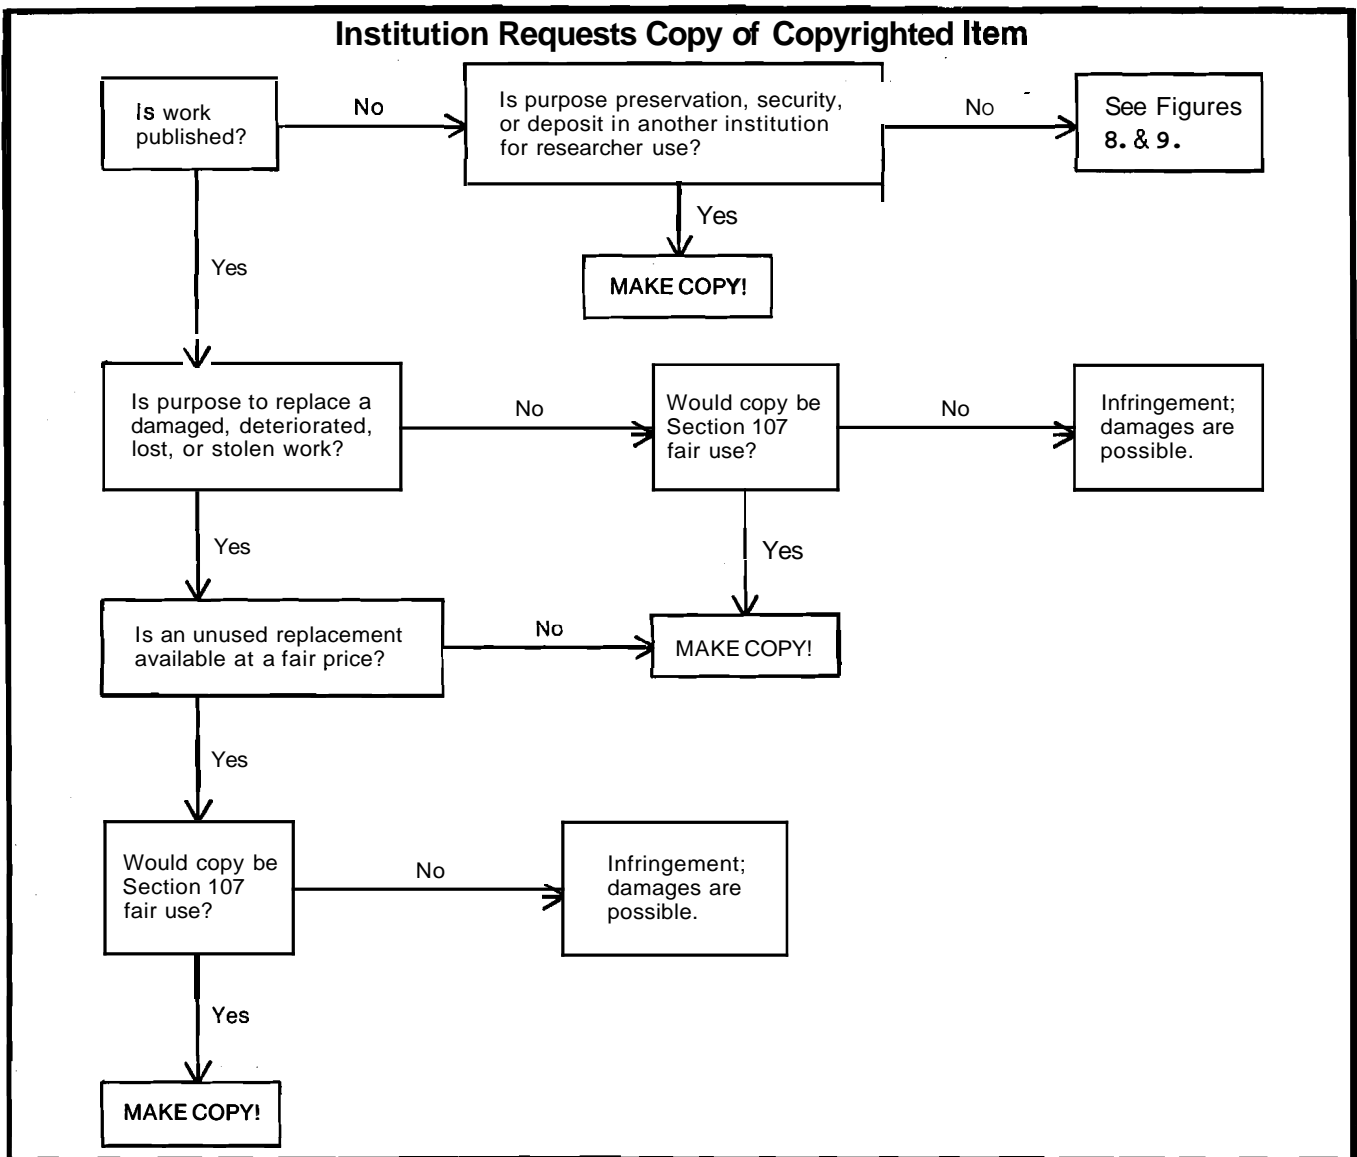 Institution Requests Copy of Copyrighted Item
Is work
published?
No
Is purpose preservation, security,
or deposit in another institution
for researcher use?
No
See Figures
8. & 9.
Yes
MAKE COPY!
Yes
Is purpose to replace a
damaged, deteriorated,
lost, or stolen work?
No
Would copy be
Section 107
fair use?
No
Infringement;
damages are
possible.
Yes
Yes
Is an unused replacement
available at a fair price?
No
MAKE COPY!
Yes
Would copy be
Section 107
fair use?
No
Infringement;
damages are
possible.
Yes
MAKE COPY!